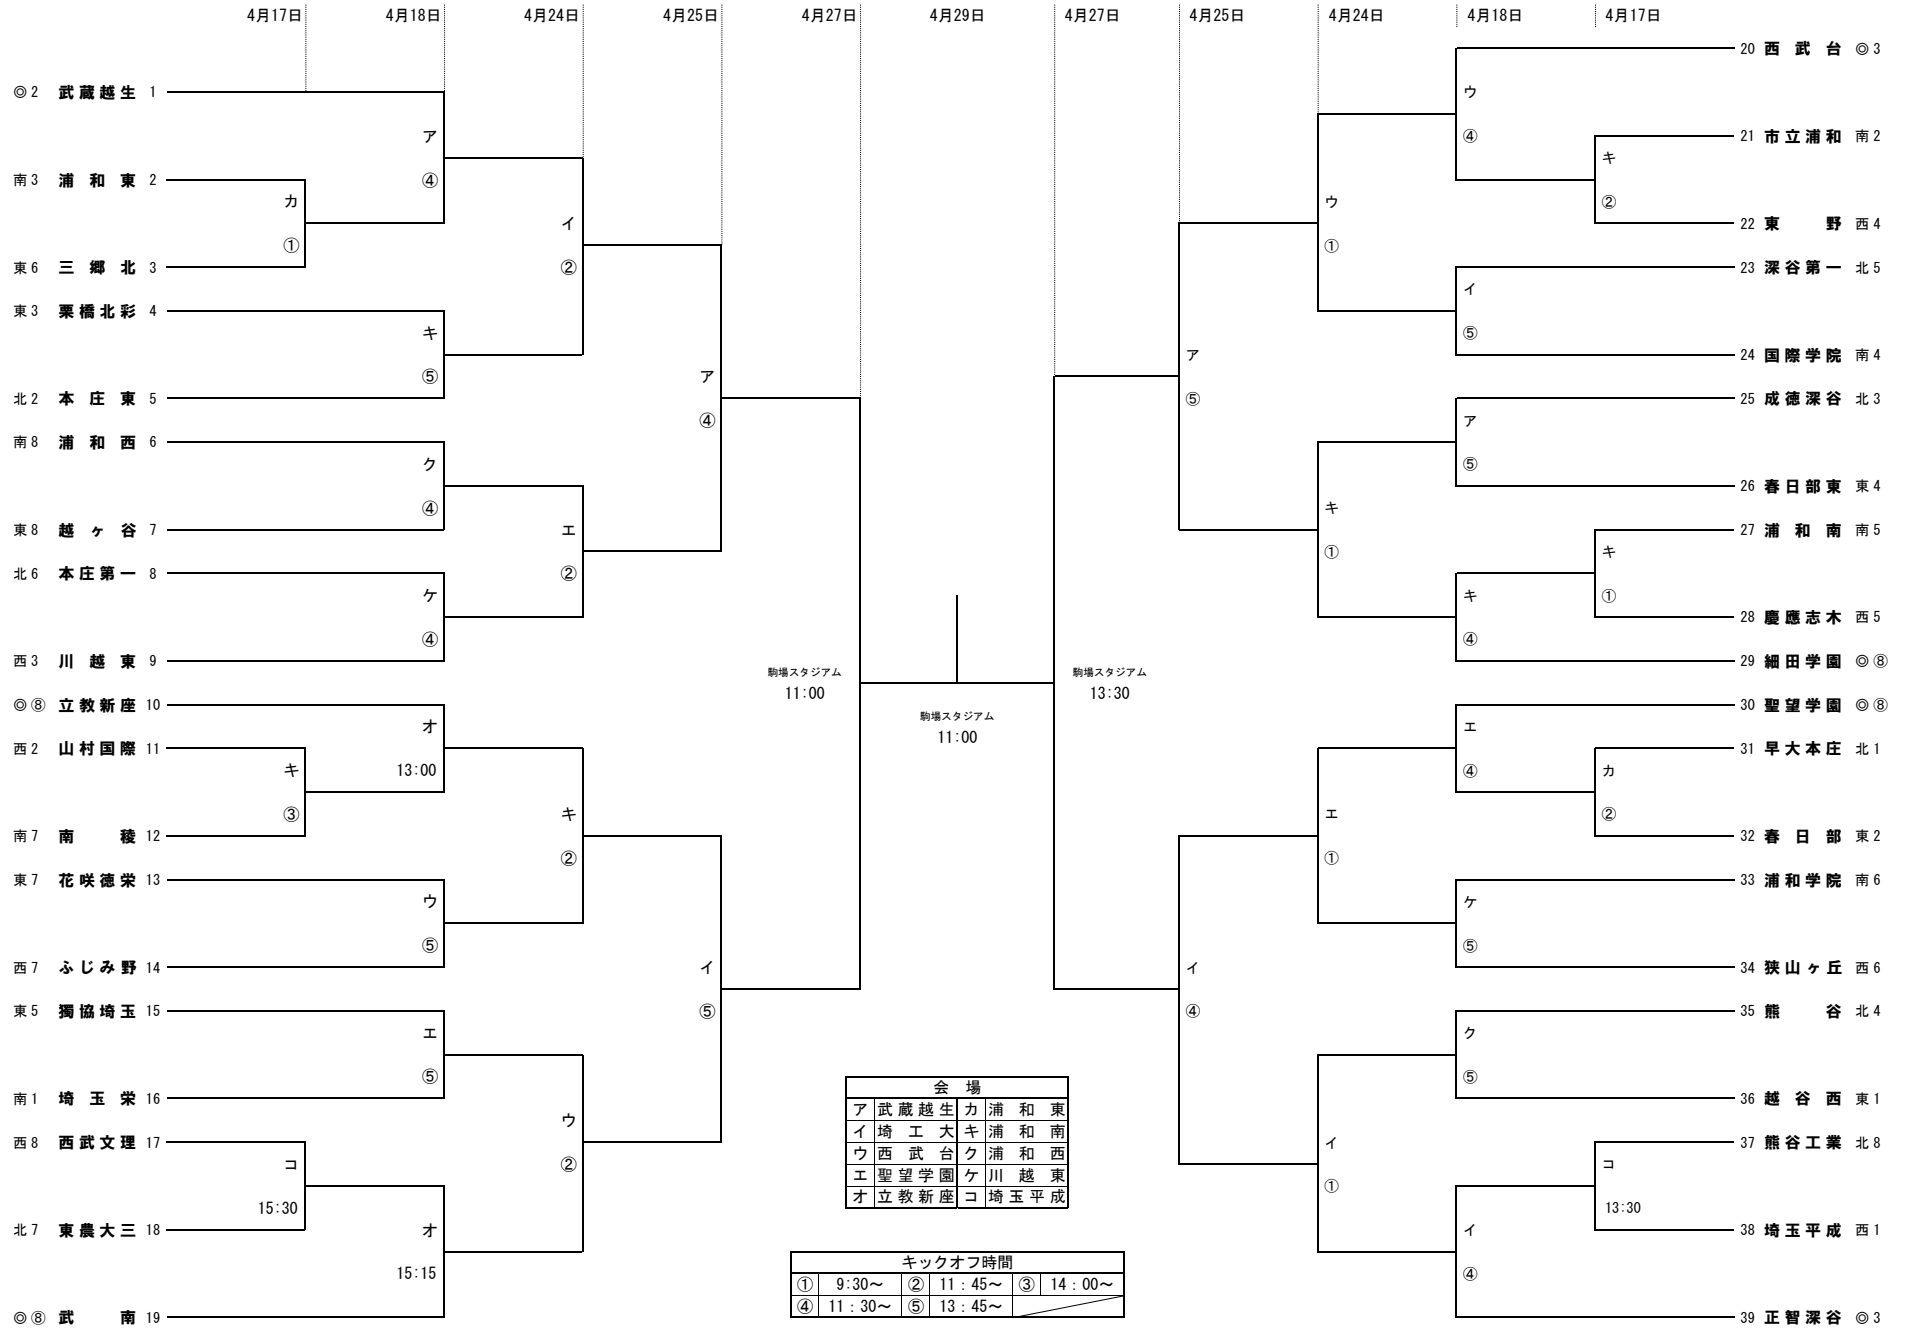 4月17日 4月18日 4月24日 4月25日 4月27日 4月29日 4月27日 4月25日 4月24日 4月18日 4月17日
20 西武台 ◎3
◎2 武蔵越生 1
ウ
ア
④
21 市立浦和 南2
キ
南3 浦和東 2
④
カ
ウ
②
イ
22 東野 西4
①
①
東6 三郷北 3
②
23 深谷第一 北5
イ
東3 栗橋北彩 4
キ
⑤
ア
24 国際学院 南4
⑤
ア
北2 本庄東 5
⑤
25 成徳深谷 北3
④
ア
南8 浦和西 6
ク
⑤
26 春日部東 東4
④
キ
東8 越ヶ谷 7
エ
27 浦和南 南5
キ
①
北6 本庄第一 8
②
ケ
キ
①
28 慶應志木 西5
④
④
西3 川越東 9
29 細田学園 ◎⑧
駒場スタジアム
11:00
駒場スタジアム
13:30
◎⑧ 立教新座 10
30 聖望学園 ◎⑧
駒場スタジアム
11:00
オ
エ
西2 山村国際 11
31 早大本庄 北1
キ
13:00
④
カ
③
キ
エ
②
南7 南稜 12
32 春日部 東2
②
①
東7 花咲徳栄 13
33 浦和学院 南6
ウ
ケ
⑤
⑤
西7 ふじみ野 14
イ
イ
34 狭山ヶ丘 西6
東5 獨協埼玉 15
⑤
④
35 熊谷 北4
エ
ク
⑤
⑤
南1 埼玉栄 16
36 越谷西 東1
会場
ア 武蔵越生 カ 浦和東
イ 埼工大 キ 浦和南
ウ 西武台 ク 浦和西
エ 聖望学園 ケ 川越東
オ 立教新座 コ 埼玉平成
ウ
イ
西8 西武文理 17
37 熊谷工業 北8
コ
②
①
コ
15:30
13:30
北7 東農大三 18
オ
イ
38 埼玉平成 西1
15:15
④
キックオフ時間
① 9:30～ ② 11:45～ ③ 14:00～
④ 11:30～ ⑤ 13:45～
◎⑧ 武南 19
39 正智深谷 ◎3